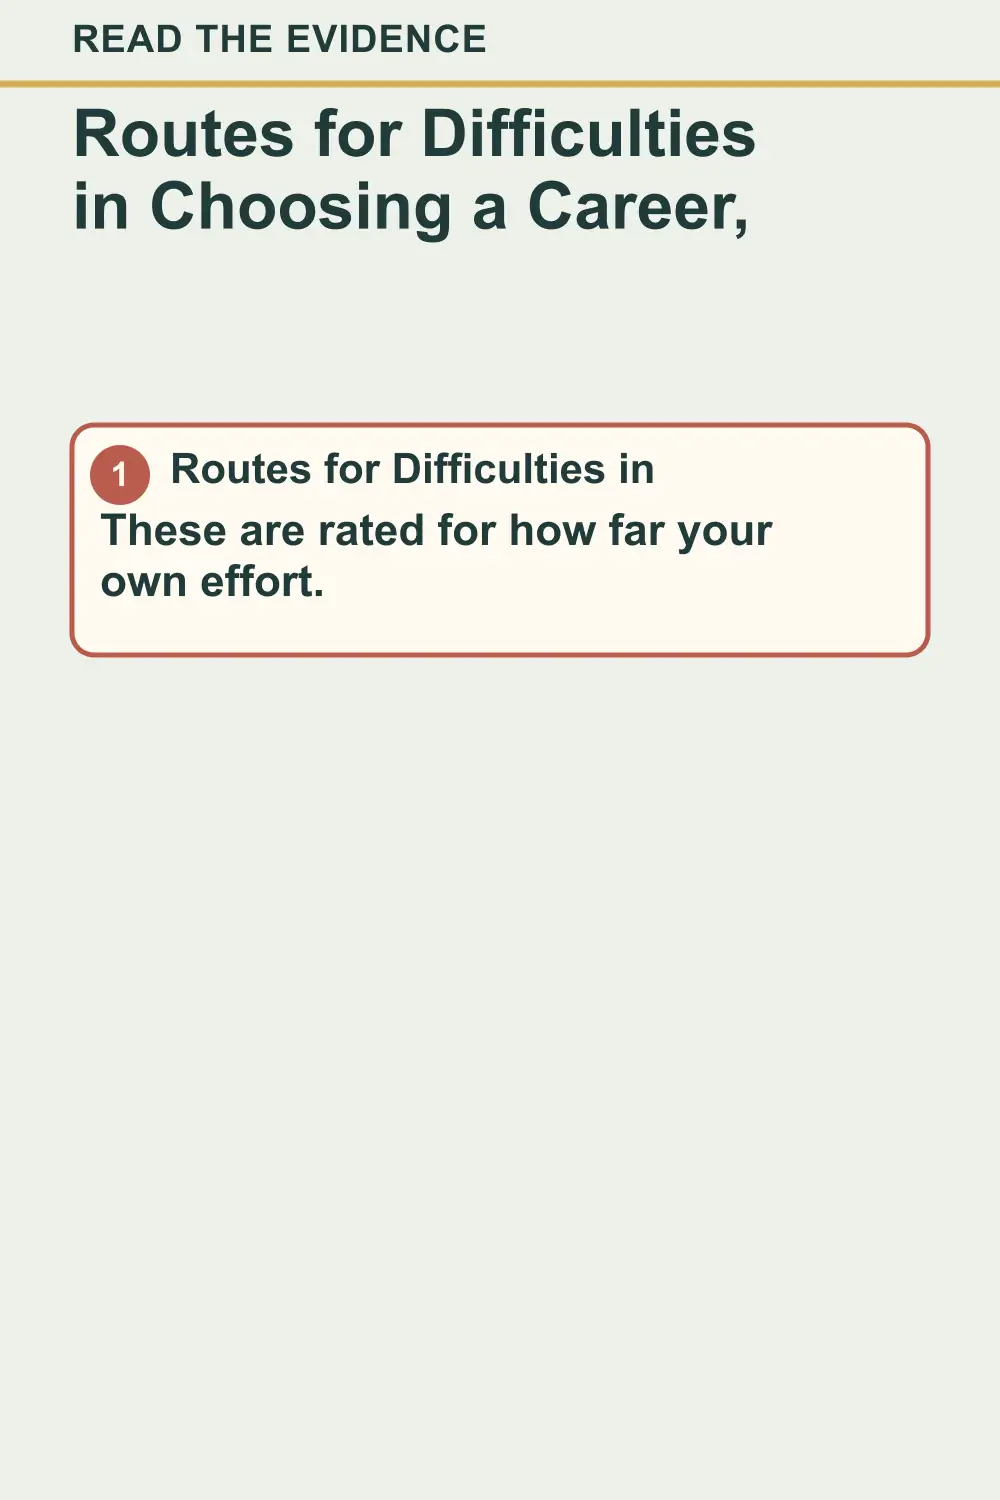 READ THE EVIDENCE
Routes for Difficulties
in Choosing a Career,
1 Routes for Difficulties in
These are rated for how far your
own effort.